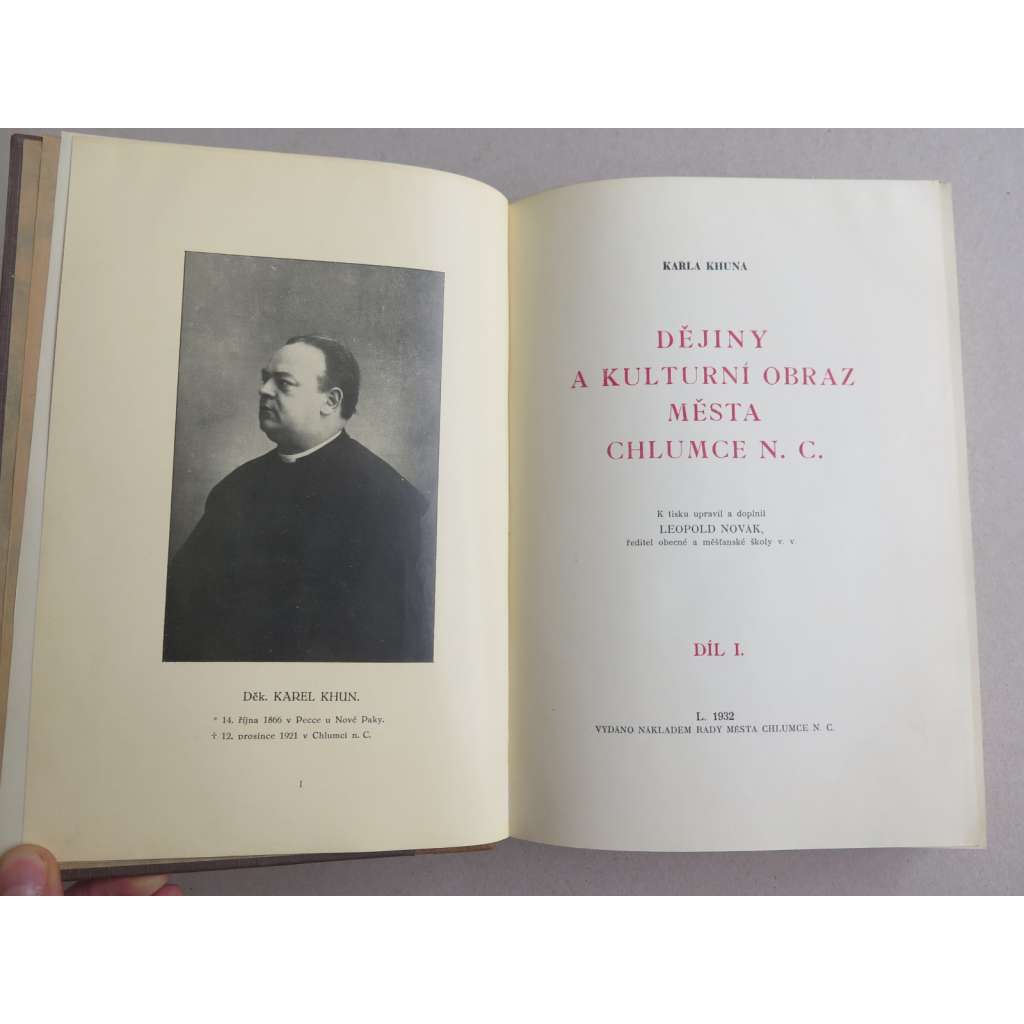 Děk. KAREL KHUN.
* 14. října 1866 v Pecce u Nové Paky.
† 12. prosince 1921 v Chlumci n. C.
I
KARLA KHUNA
DĚJINY
A KULTURNÍ OBRAZ
MĚSTA
CHLUMCE N. C.
K tisku upravil a doplnil
LEOPOLD NOVÁK,
ředitel obecné a měšťanské školy v. v.
DÍL I.
L. 1932
VYDÁNO NÁKLADEM RADY MĚSTA CHLUMCE N. C.